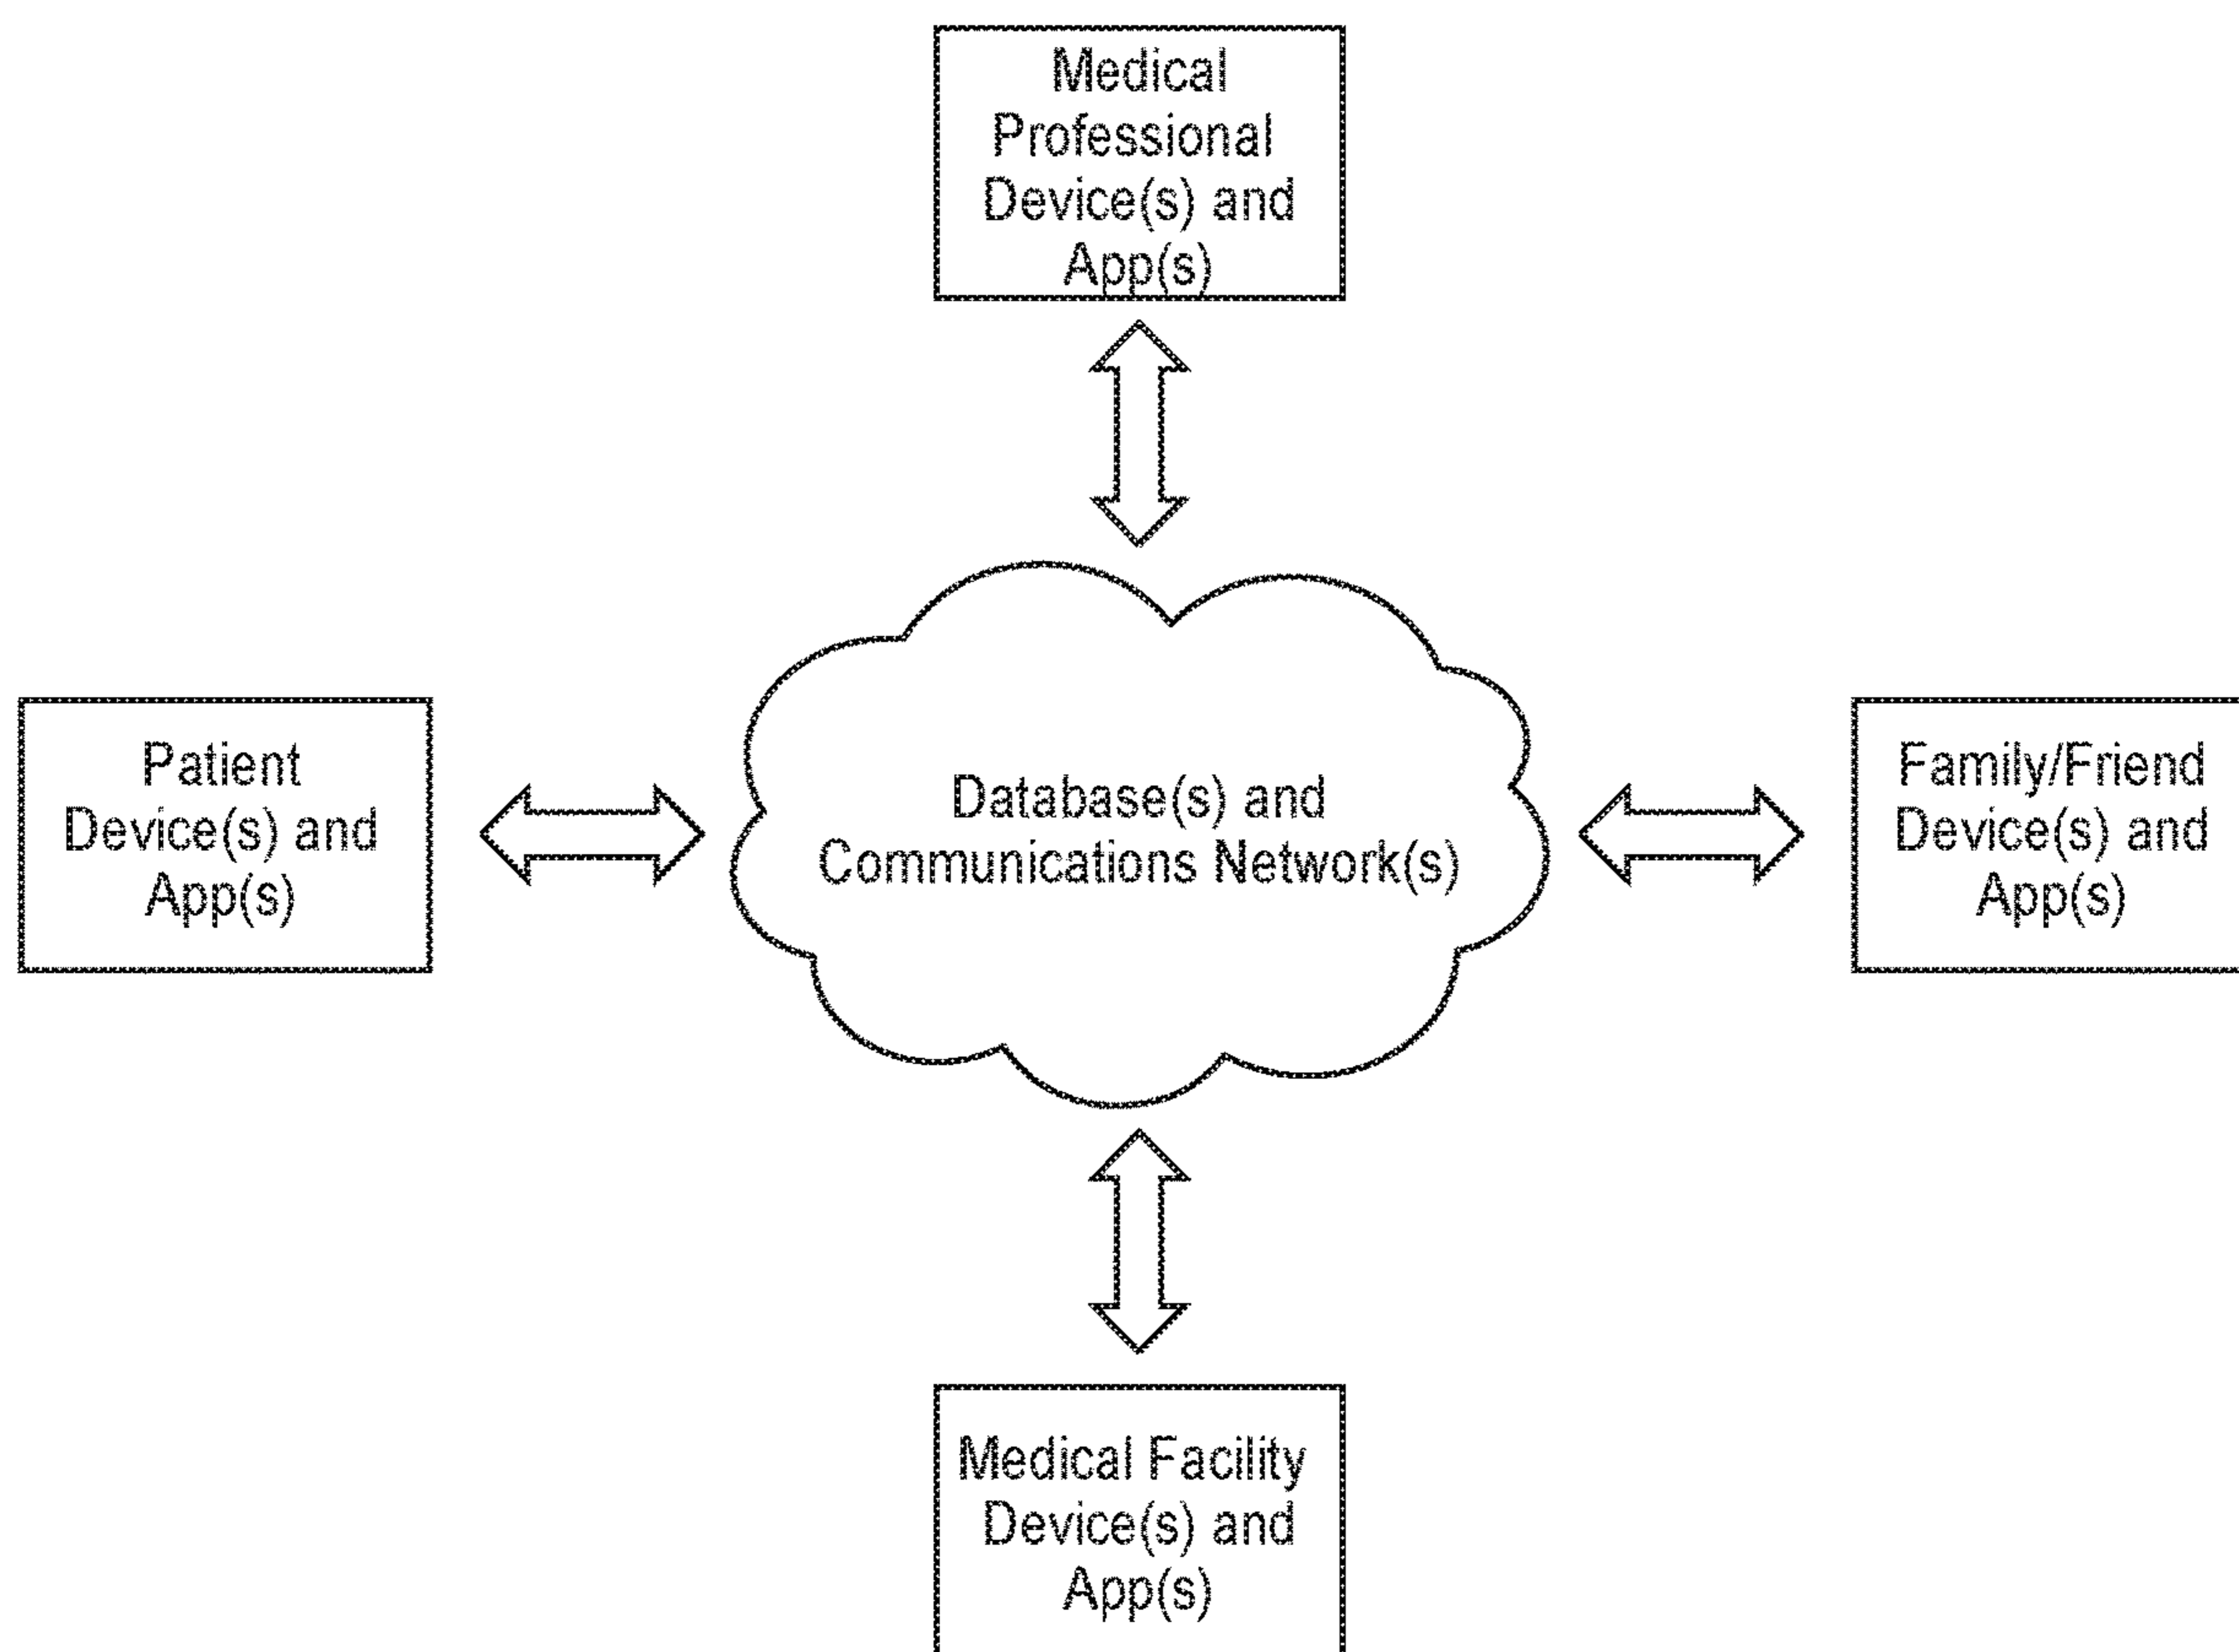 Medical
Professional
Device(s) and
App(s)
Patient
Device(s) and
App(s)
Database(s) and
Communications Network(s)
Family/Friend
Device(s) and
App(s)
Medical Facility
Device(s) and
App(s)